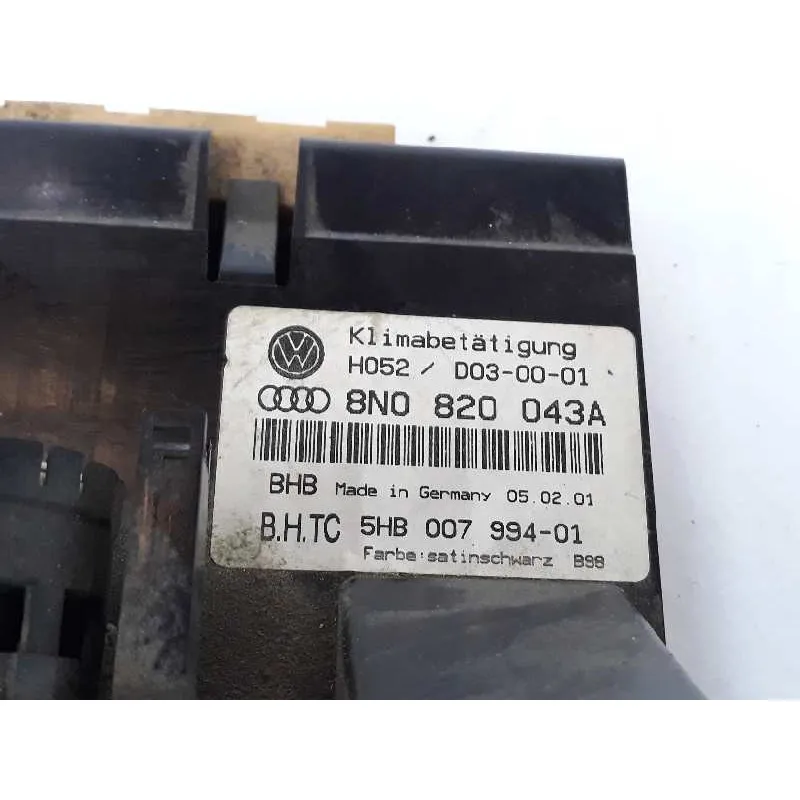 Klimabetätigung
H052 / D03-00-01
8N0 820 043A
BHB Made in Germany 05.02.01
B.H.TC 5HB 007 994-01
Farbe:satinschwarz B98